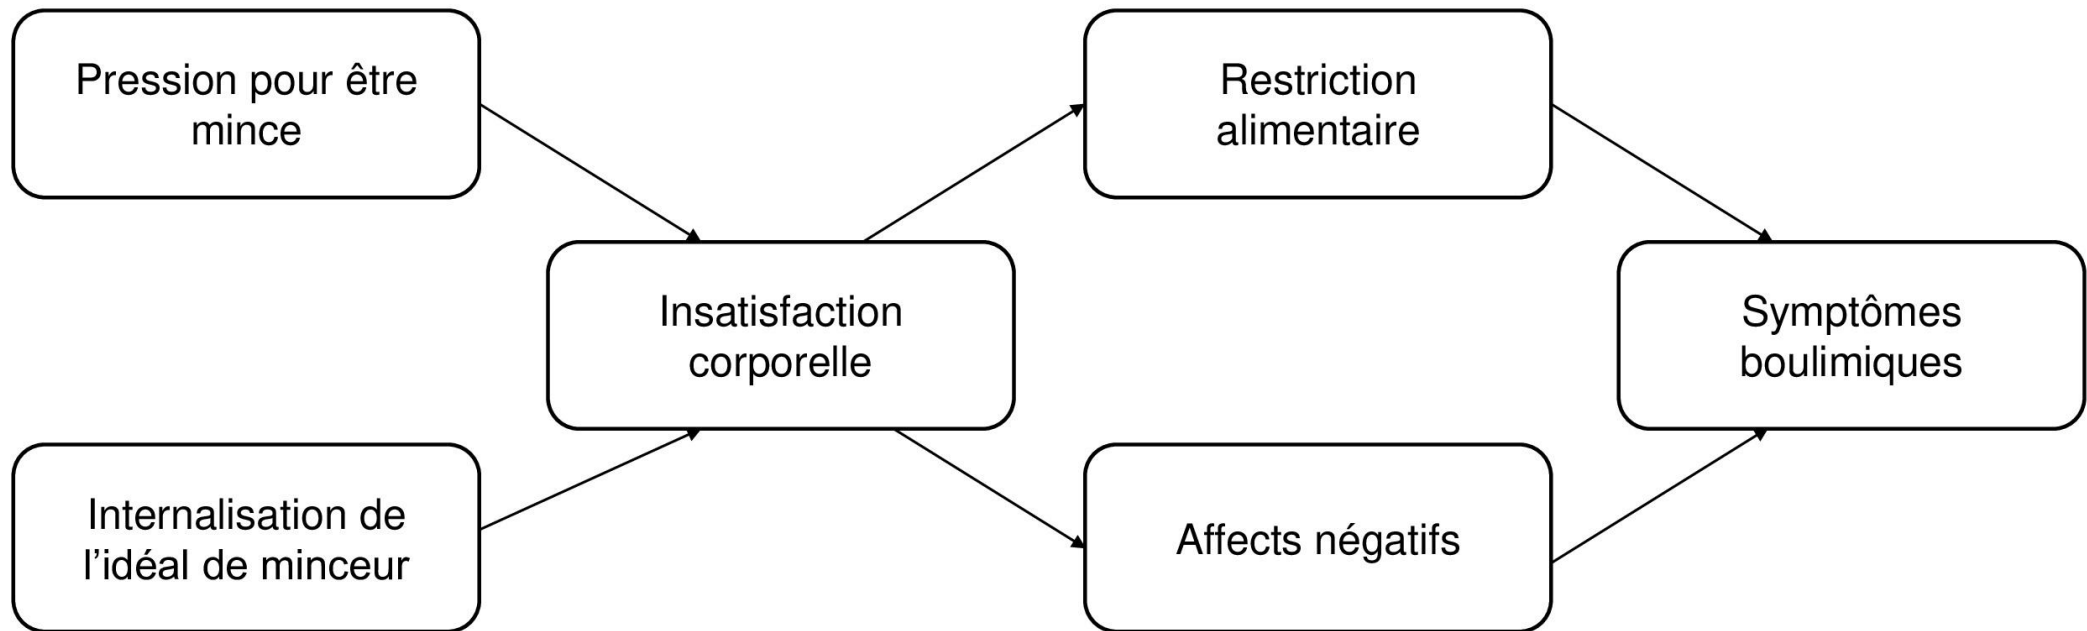 Pression pour être
mince
Restriction
alimentaire
Insatisfaction
corporelle
Symptômes
boulimiques
Internalisation de
l’idéal de minceur
Affects négatifs